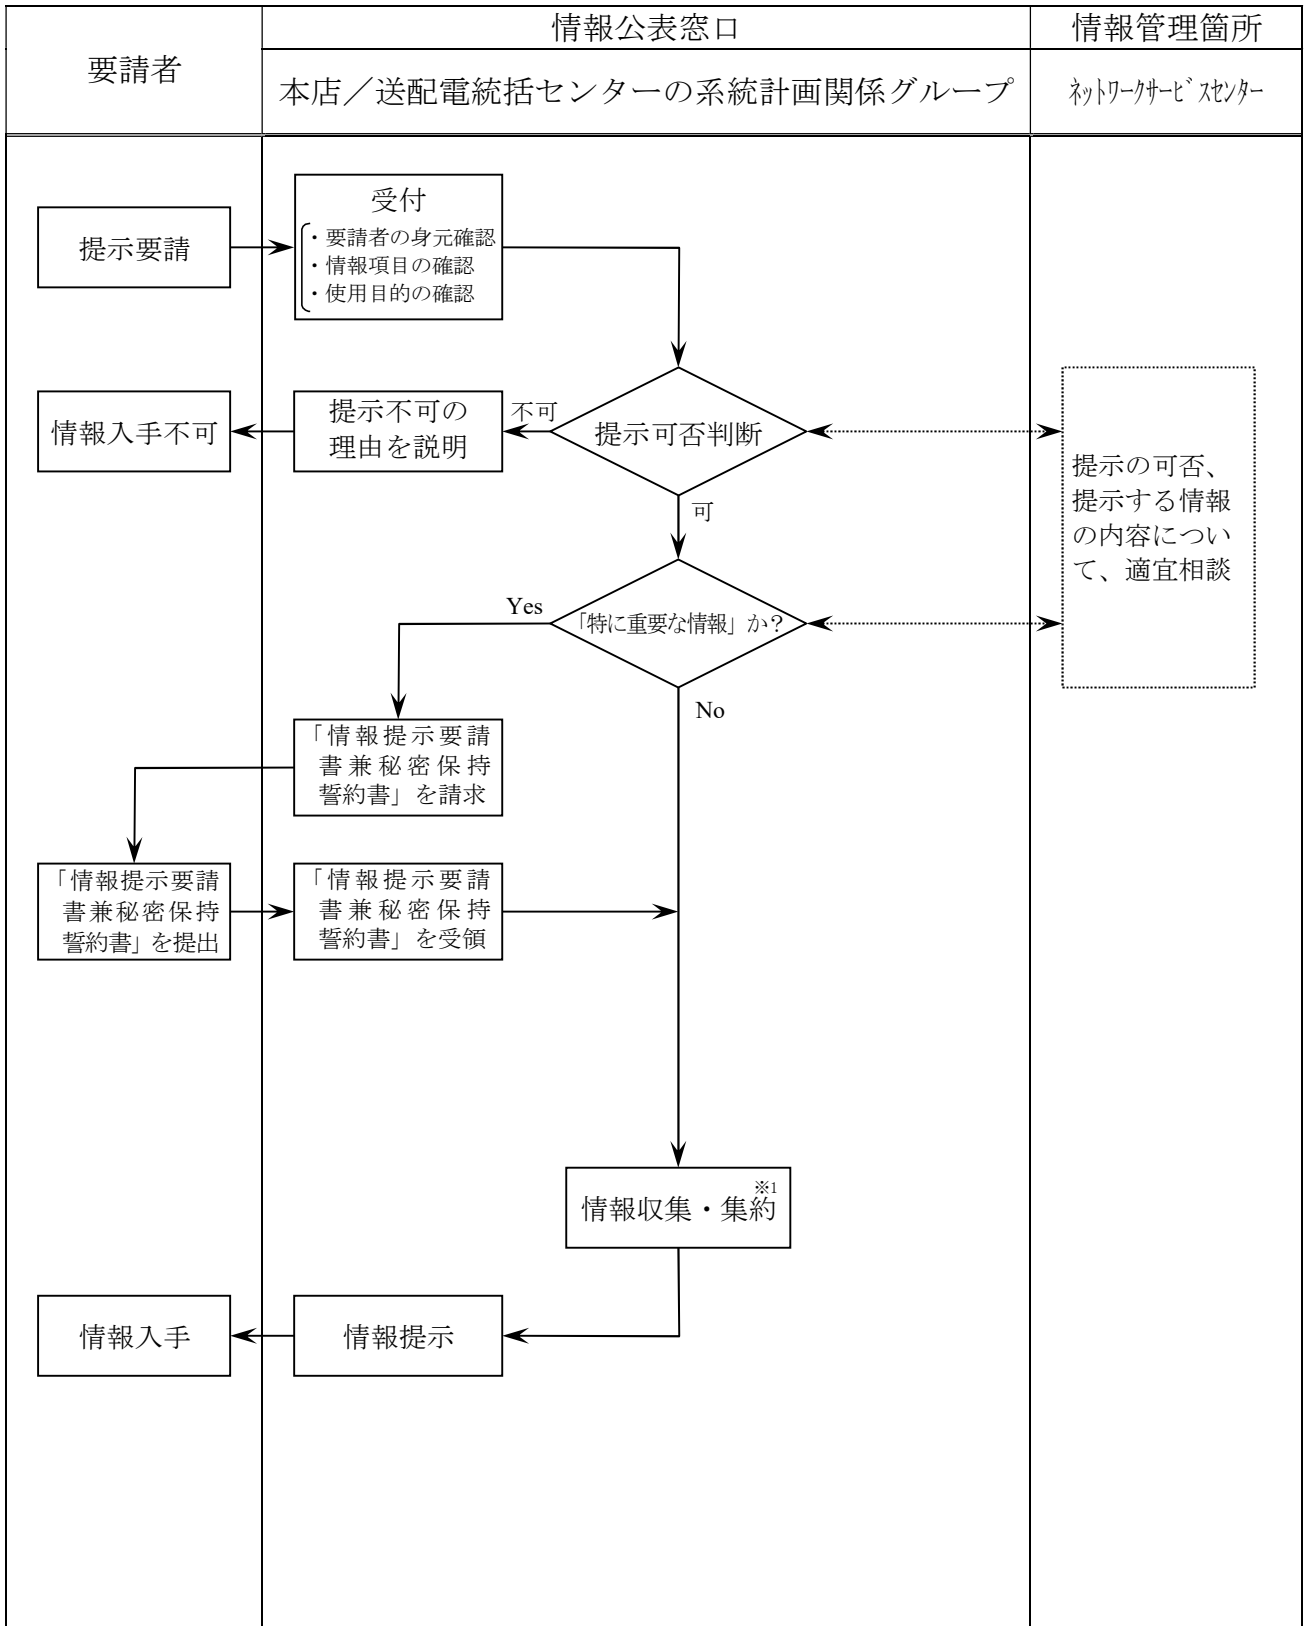 要請者
情報公表窓口
情報管理箇所
本店／送配電統括センターの系統計画関係グループ
ﾈｯﾄﾜｰｸｻｰﾋﾞｽｾﾝﾀｰ
提示要請
受付
・要請者の身元確認
・情報項目の確認
・使用目的の確認
情報入手不可
提示不可の
理由を説明
不可
提示可否判断
可
提示の可否、
提示する情報
の内容につい
て、適宜相談
Yes
「特に重要な情報」か？
No
「情報提示要請
書兼秘密保持
誓約書」を請求
「情報提示要請
書兼秘密保持
誓約書」を提出
「情報提示要請
書兼秘密保持
誓約書」を受領
情報収集・集約※1
情報入手
情報提示